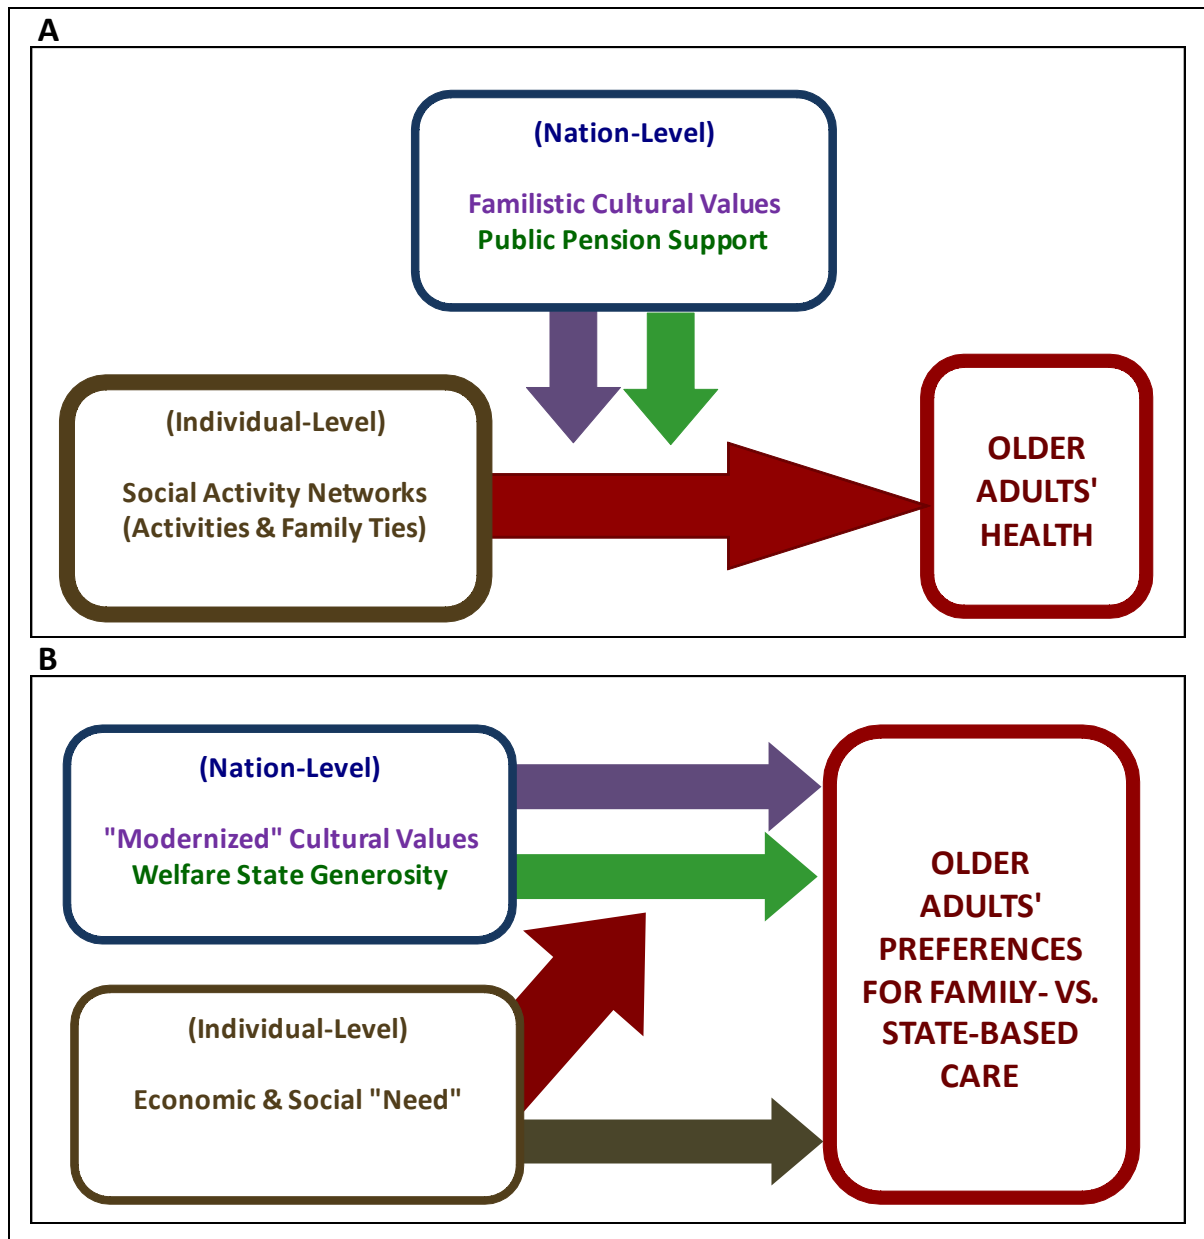 A
(Nation-Level)
Familistic Cultural Values
Public Pension Support
(Individual-Level)
Social Activity Networks
(Activities & Family Ties)
OLDER
ADULTS'
HEALTH
B
(Nation-Level)
"Modernized" Cultural Values
Welfare State Generosity
(Individual-Level)
Economic & Social "Need"
OLDER
ADULTS'
PREFERENCES
FOR FAMILY- VS.
STATE-BASED
CARE